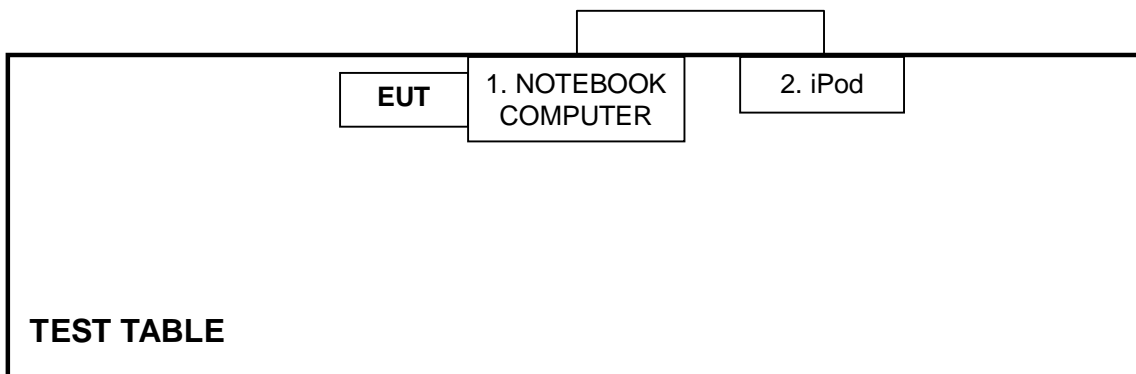 EUT
1. NOTEBOOK
COMPUTER
2. iPod
TEST TABLE